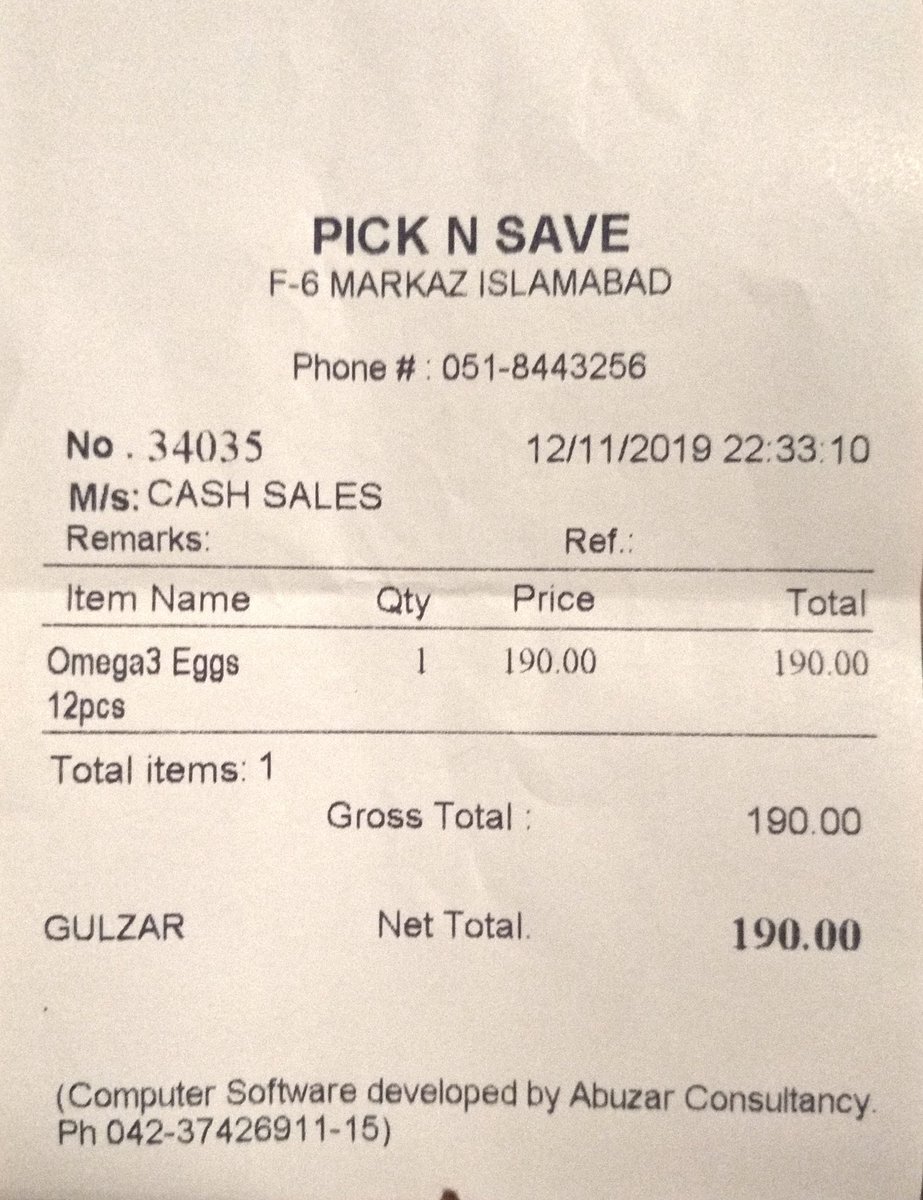 PICK N SAVE
F-6 MARKAZ ISLAMABAD
Phone # : 051-8443256
No . 34035 12/11/2019 22:33:10
M/s: CASH SALES
Remarks: Ref.:
Item Name Qty Price Total
Omega3 Eggs 1 190.00 190.00
12pcs
Total items: 1
Gross Total : 190.00
GULZAR Net Total. 190.00
(Computer Software developed by Abuzar Consultancy.
Ph 042-37426911-15)